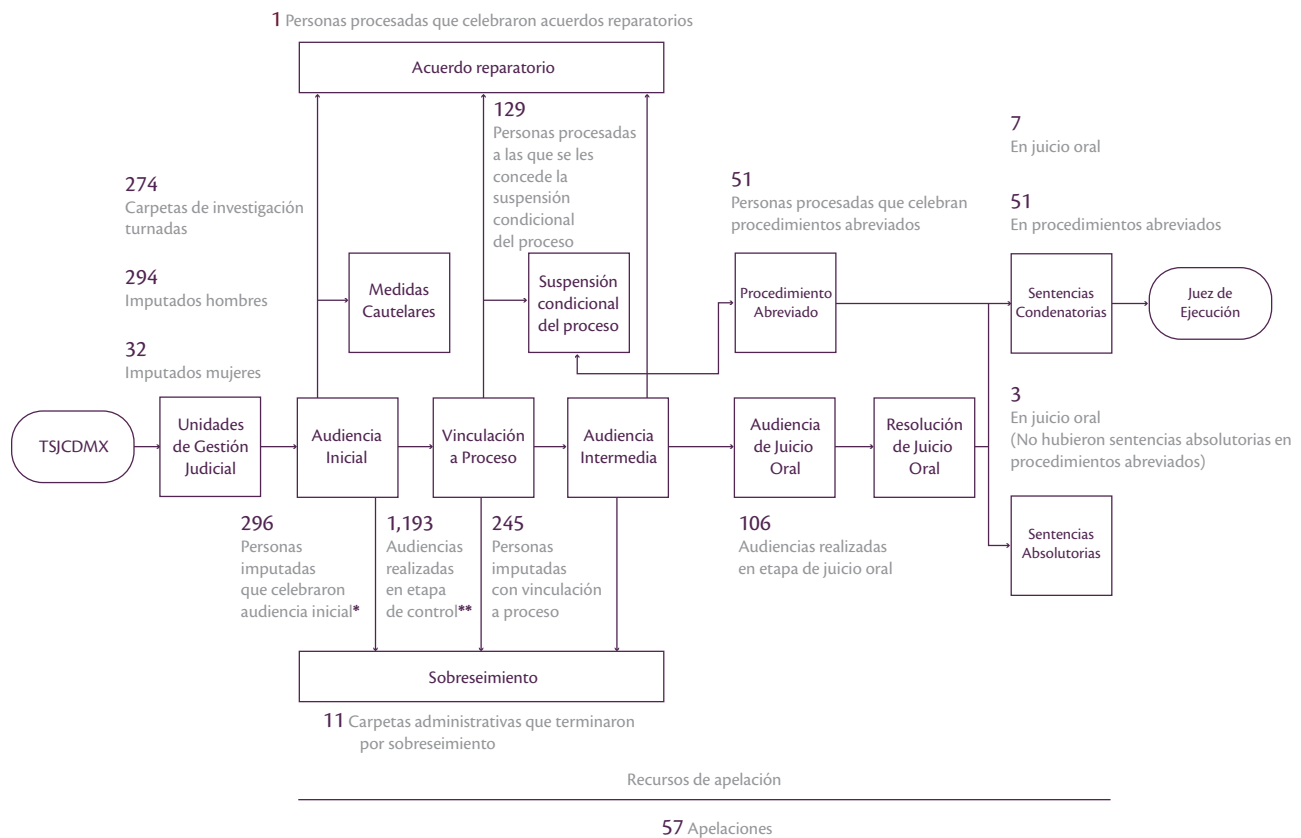 1 Personas procesadas que celebraron acuerdos reparatorios
Acuerdo reparatorio
129
Personas procesadas
a las que se les
concede la
suspensión
condicional
del proceso
7
En juicio oral
274
Carpetas de investigación
turnadas
51
Personas procesadas que celebran
procedimientos abreviados
51
En procedimientos abreviados
294
Imputados hombres
32
Imputados mujeres
Medidas
Cautelares
Suspensión
condicional
del proceso
Procedimiento
Abreviado
Sentencias
Condenatorias
Juez de
Ejecución
TSJCDMX
Unidades
de Gestión
Judicial
Audiencia
Inicial
Vinculación
a Proceso
Audiencia
Intermedia
Audiencia
de Juicio
Oral
Resolución
de Juicio
Oral
3
En juicio oral
(No hubieron sentencias absolutorias en
procedimientos abreviados)
296
Personas
imputadas
que celebraron
audiencia inicial*
1,193
Audiencias
realizadas
en etapa
de control**
245
Personas
imputadas
con vinculación
a proceso
106
Audiencias realizadas
en etapa de juicio oral
Sentencias
Absolutorias
Sobreseimiento
11 Carpetas administrativas que terminaron
por sobreseimiento
Recursos de apelación
57 Apelaciones